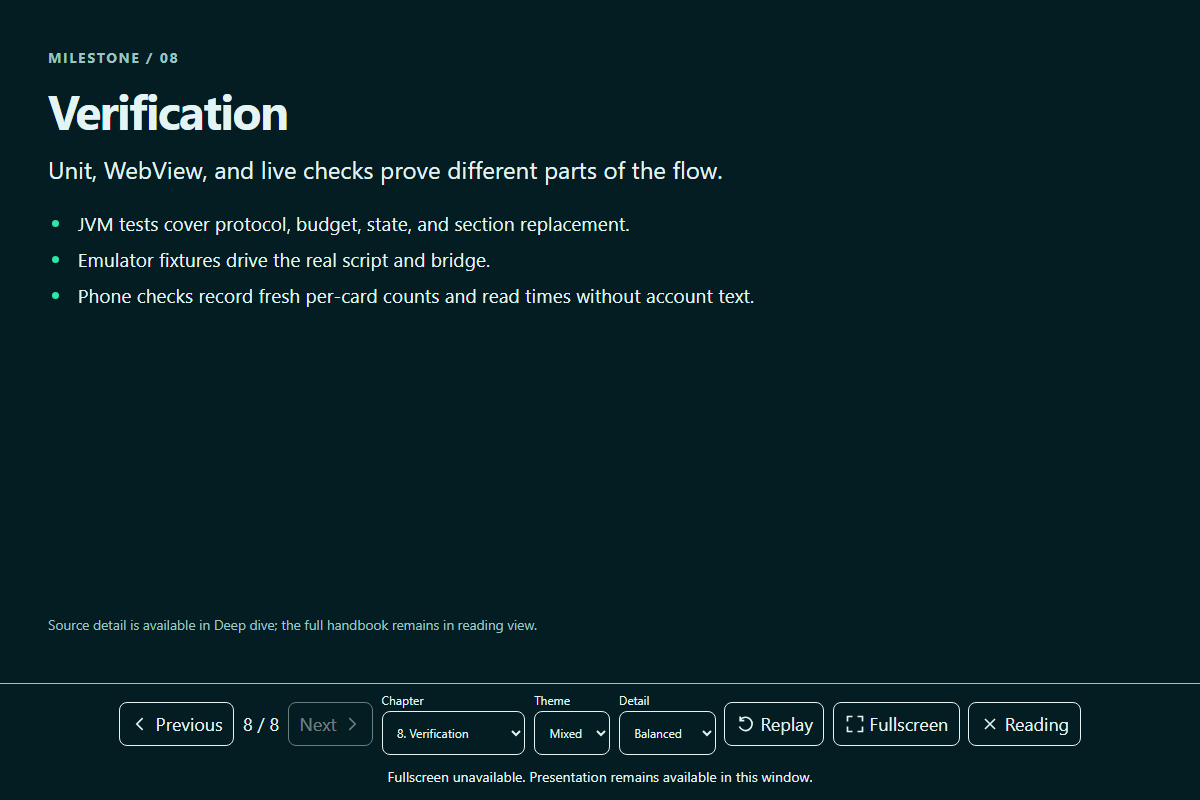 MILESTONE / 08
Verification
Unit, WebView, and live checks prove different parts of the flow.
JVM tests cover protocol, budget, state, and section replacement.
Emulator fixtures drive the real script and bridge.
Phone checks record fresh per-card counts and read times without account text.
Source detail is available in Deep dive; the full handbook remains in reading view.
Chapter Theme Detail
Previous 8 / 8 Next 8. Verification Mixed Balanced Replay Fullscreen Reading
Fullscreen unavailable. Presentation remains available in this window.